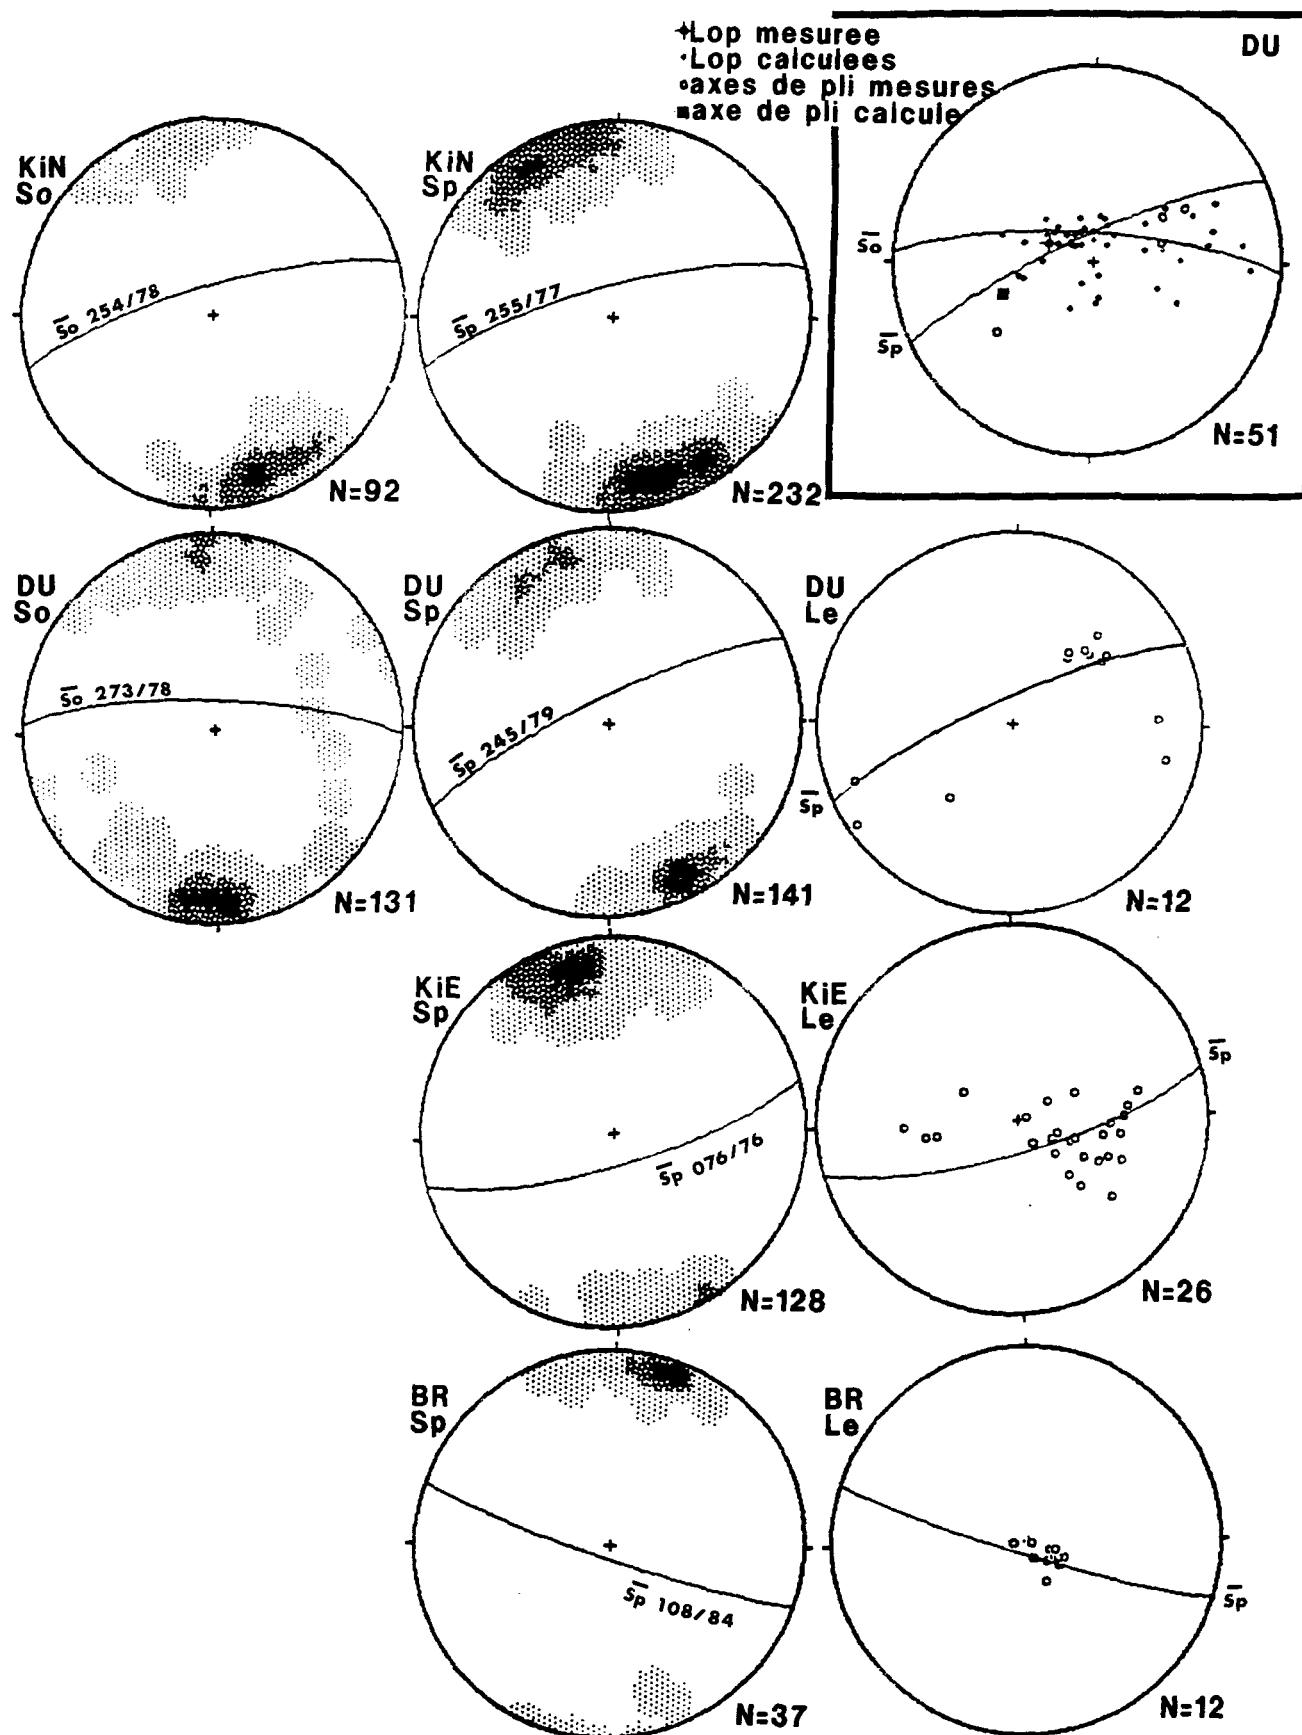 +Lop mesuree
·Lop calculees
oaxes de pli mesures
■axe de pli calcule
DU
So
Sp
N=51
KiN
So
So 254/78
N=92
KiN
Sp
Sp 255/77
N=232
DU
So
So 273/78
N=131
DU
Sp
Sp 245/79
N=141
DU
Le
Sp
N=12
KiE
Sp
Sp 076/76
N=128
KiE
Le
Sp
N=26
BR
Sp
Sp 108/84
N=37
BR
Le
Sp
N=12